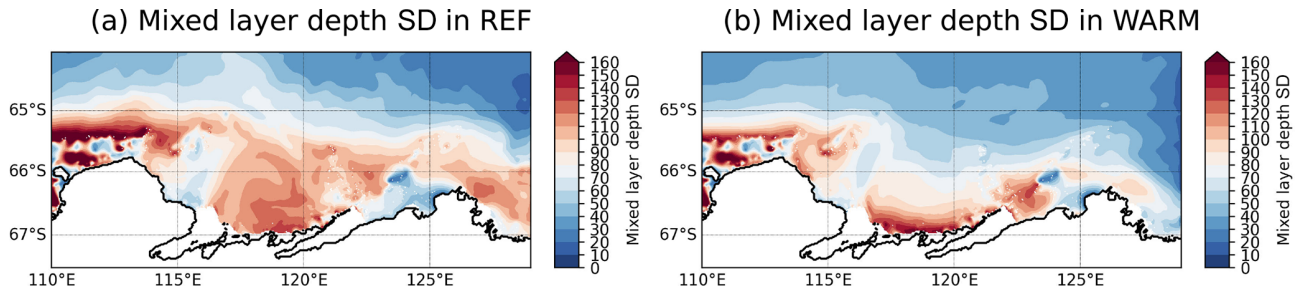 (a) Mixed layer depth SD in REF
(b) Mixed layer depth SD in WARM
65°S
66°S
67°S
110°E
115°E
120°E
125°E
160
150
140
130
120
110
100
90
80
70
60
50
40
30
20
10
0
Mixed layer depth SD
65°S
66°S
67°S
110°E
115°E
120°E
125°E
160
150
140
130
120
110
100
90
80
70
60
50
40
30
20
10
0
Mixed layer depth SD